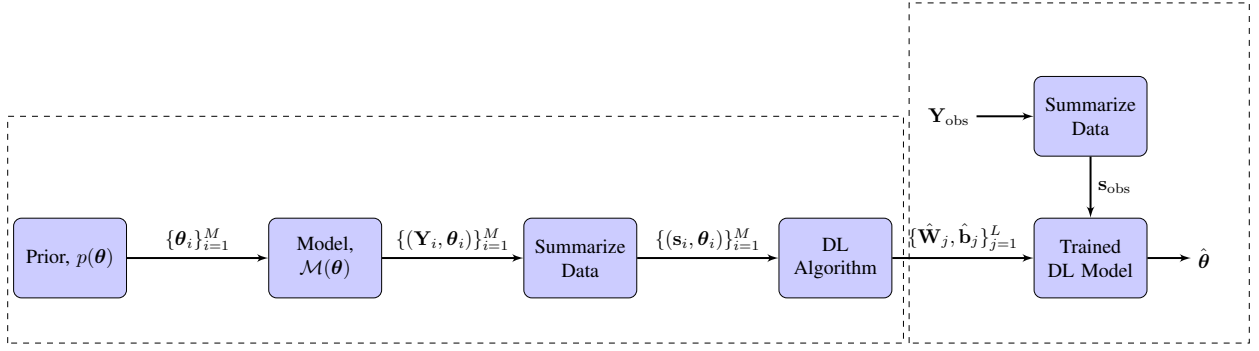 Y_obs
Summarize
Data
s_obs
Prior, p(θ)
{θ_i}_{i=1}^M
Model,
ℳ(θ)
{(Y_i, θ_i)}_{i=1}^M
Summarize
Data
{(s_i, θ_i)}_{i=1}^M
DL
Algorithm
{Ŵ_j, b̂_j}_{j=1}^L
Trained
DL Model
θ̂